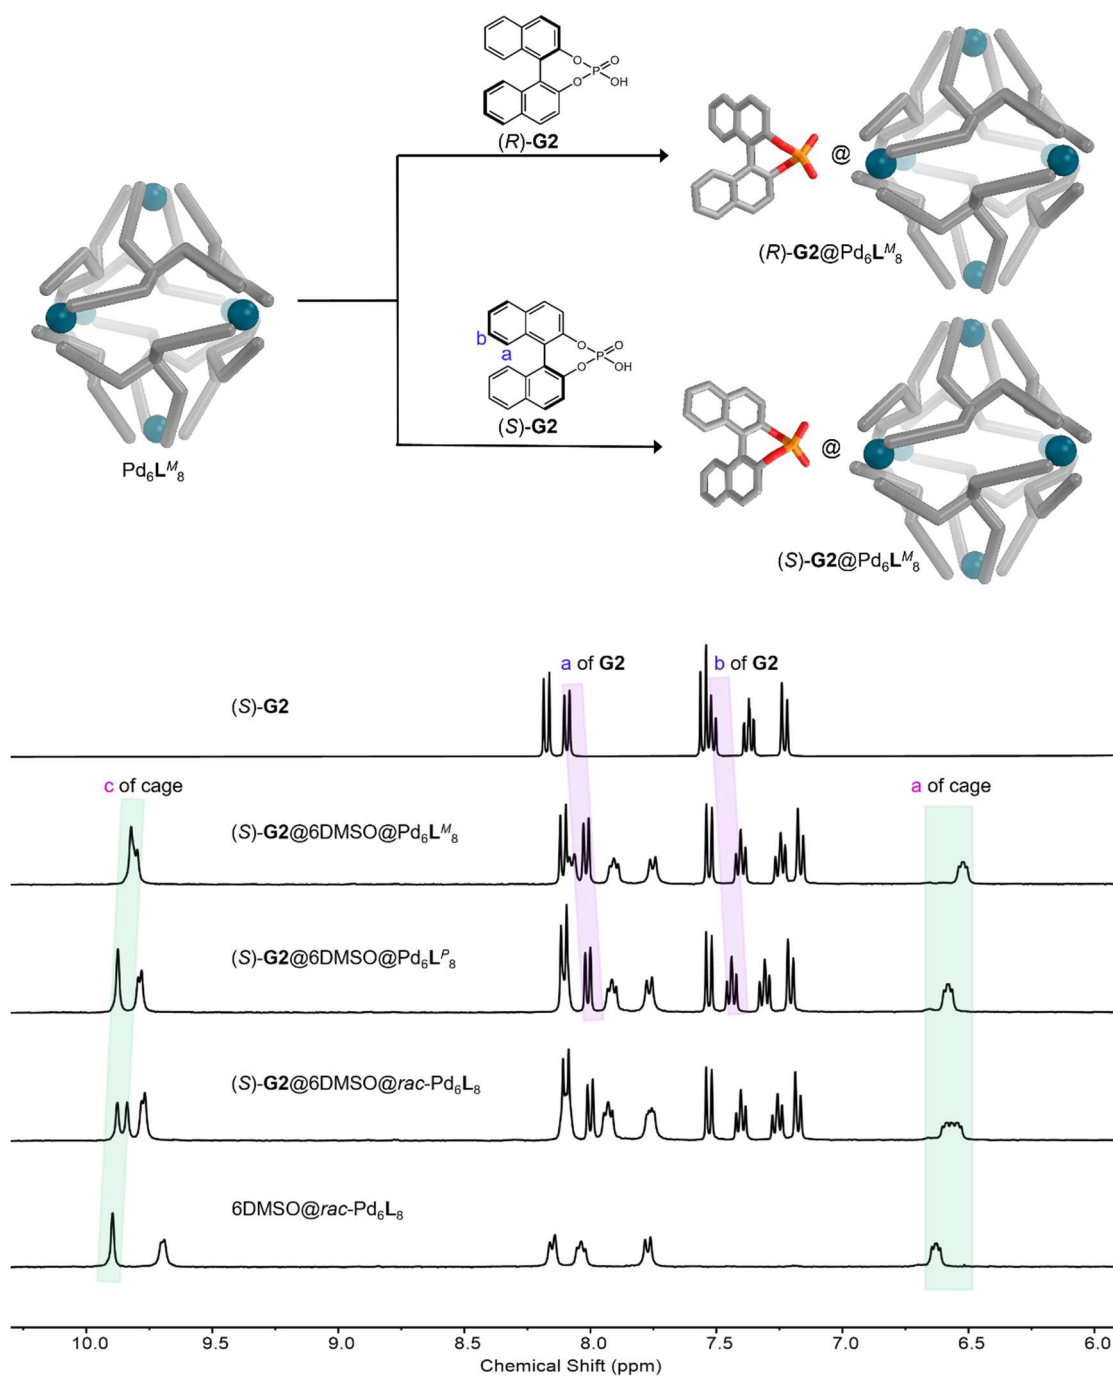 O
O
P
O
OH
(R)-G2
@
(R)-G2@Pd₆Lᴹ₈
Pd₆Lᴹ₈
b
a
O
O
P
O
OH
(S)-G2
@
(S)-G2@Pd₆Lᴹ₈
a of G2
b of G2
(S)-G2
c of cage
a of cage
(S)-G2@6DMSO@Pd₆Lᴹ₈
(S)-G2@6DMSO@Pd₆Lᴾ₈
(S)-G2@6DMSO@rac-Pd₆L₈
6DMSO@rac-Pd₆L₈
10.0 9.5 9.0 8.5 8.0 7.5 7.0 6.5 6.0
Chemical Shift (ppm)